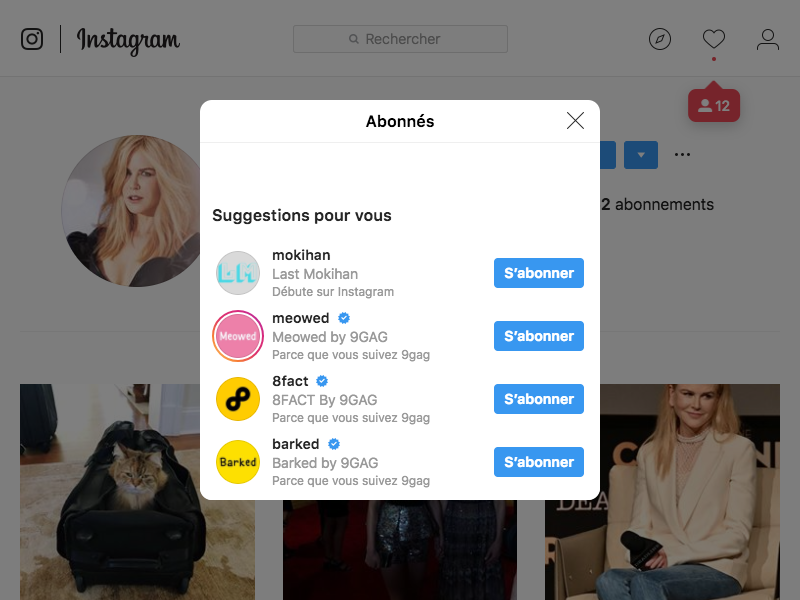 Instagram
Rechercher
12
Abonnés
2 abonnements
Suggestions pour vous
mokihan
Last Mokihan
Débute sur Instagram
S'abonner
Meowed
meowed
Meowed by 9GAG
Parce que vous suivez 9gag
S'abonner
8fact
8FACT By 9GAG
Parce que vous suivez 9gag
S'abonner
Barked
barked
Barked by 9GAG
Parce que vous suivez 9gag
S'abonner